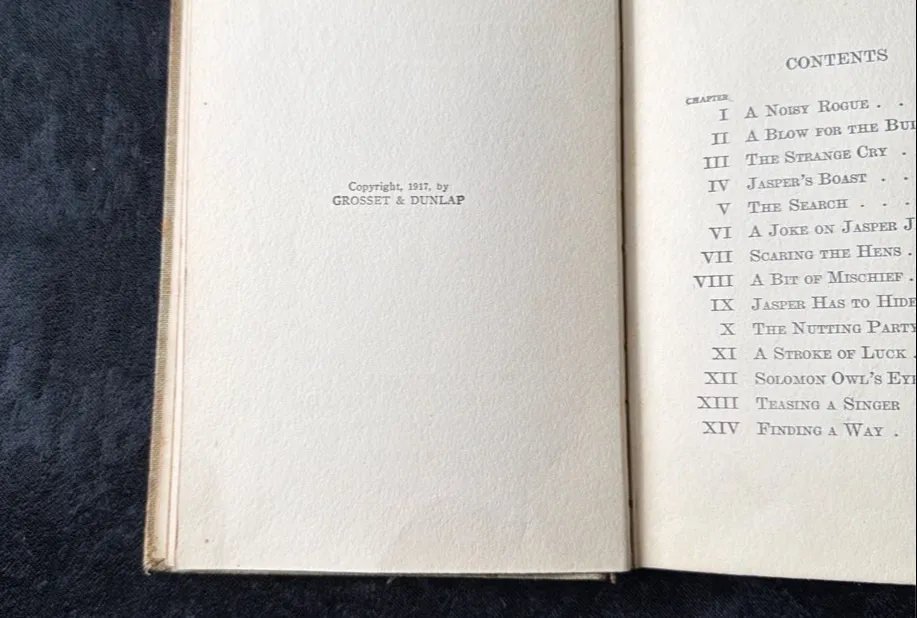 Copyright, 1917, by
GROSSET & DUNLAP
CONTENTS
CHAPTER
I A Noisy Rogue . .
II A Blow for the
III The Strange Cry .
IV Jasper's Boast . .
V The Search . . .
VI A Joke on Jasper
VII Scaring the Hens .
VIII A Bit of Mischief .
IX Jasper Has to Hide
X The Nutting Party
XI A Stroke of Luck .
XII Solomon Owl's
XIII Teasing a Singer
XIV Finding a Way .